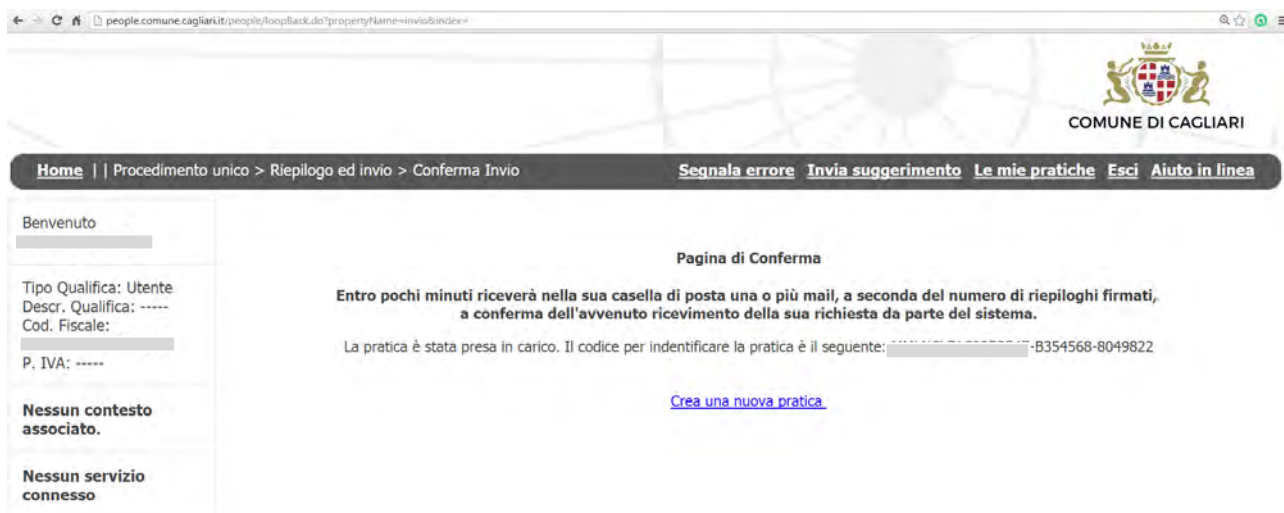 people.comune.cagliari.it/people/loopBack.do?propertyName=invio&index=
COMUNE DI CAGLIARI
Home | | Procedimento unico > Riepilogo ed invio > Conferma Invio
Segnala errore Invia suggerimento Le mie pratiche Esci Aiuto in linea
Benvenuto
Tipo Qualifica: Utente
Descr. Qualifica: -----
Cod. Fiscale:
P. IVA: -----
Nessun contesto
associato.
Nessun servizio
connesso
Pagina di Conferma
Entro pochi minuti riceverà nella sua casella di posta una o più mail, a seconda del numero di riepiloghi firmati,
a conferma dell'avvenuto ricevimento della sua richiesta da parte del sistema.
La pratica è stata presa in carico. Il codice per indentificare la pratica è il seguente: -B354568-8049822
Crea una nuova pratica